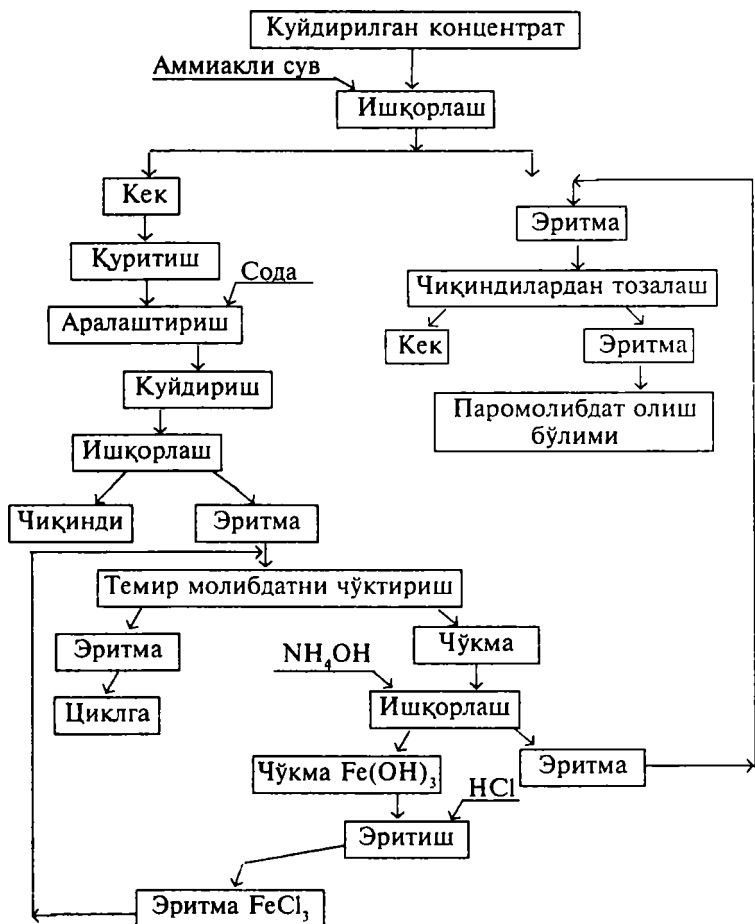 Куйдирилган концентрат
Аммиакли сув
Ишқорлаш
Кек
Эритма
Қуритиш
Сода
Чиқиндилардан тозалаш
Аралаштириш
Кек
Эритма
Куйдириш
Паромолибдат олиш
бўлими
Ишқорлаш
Чиқинди
Эритма
Темир молибдатни чўктириш
Эритма
Чўкма
NH₄OH
Циклга
Ишқорлаш
Чўкма Fe(OH)₃
Эритма
HCl
Эритиш
Эритма FeCl₃